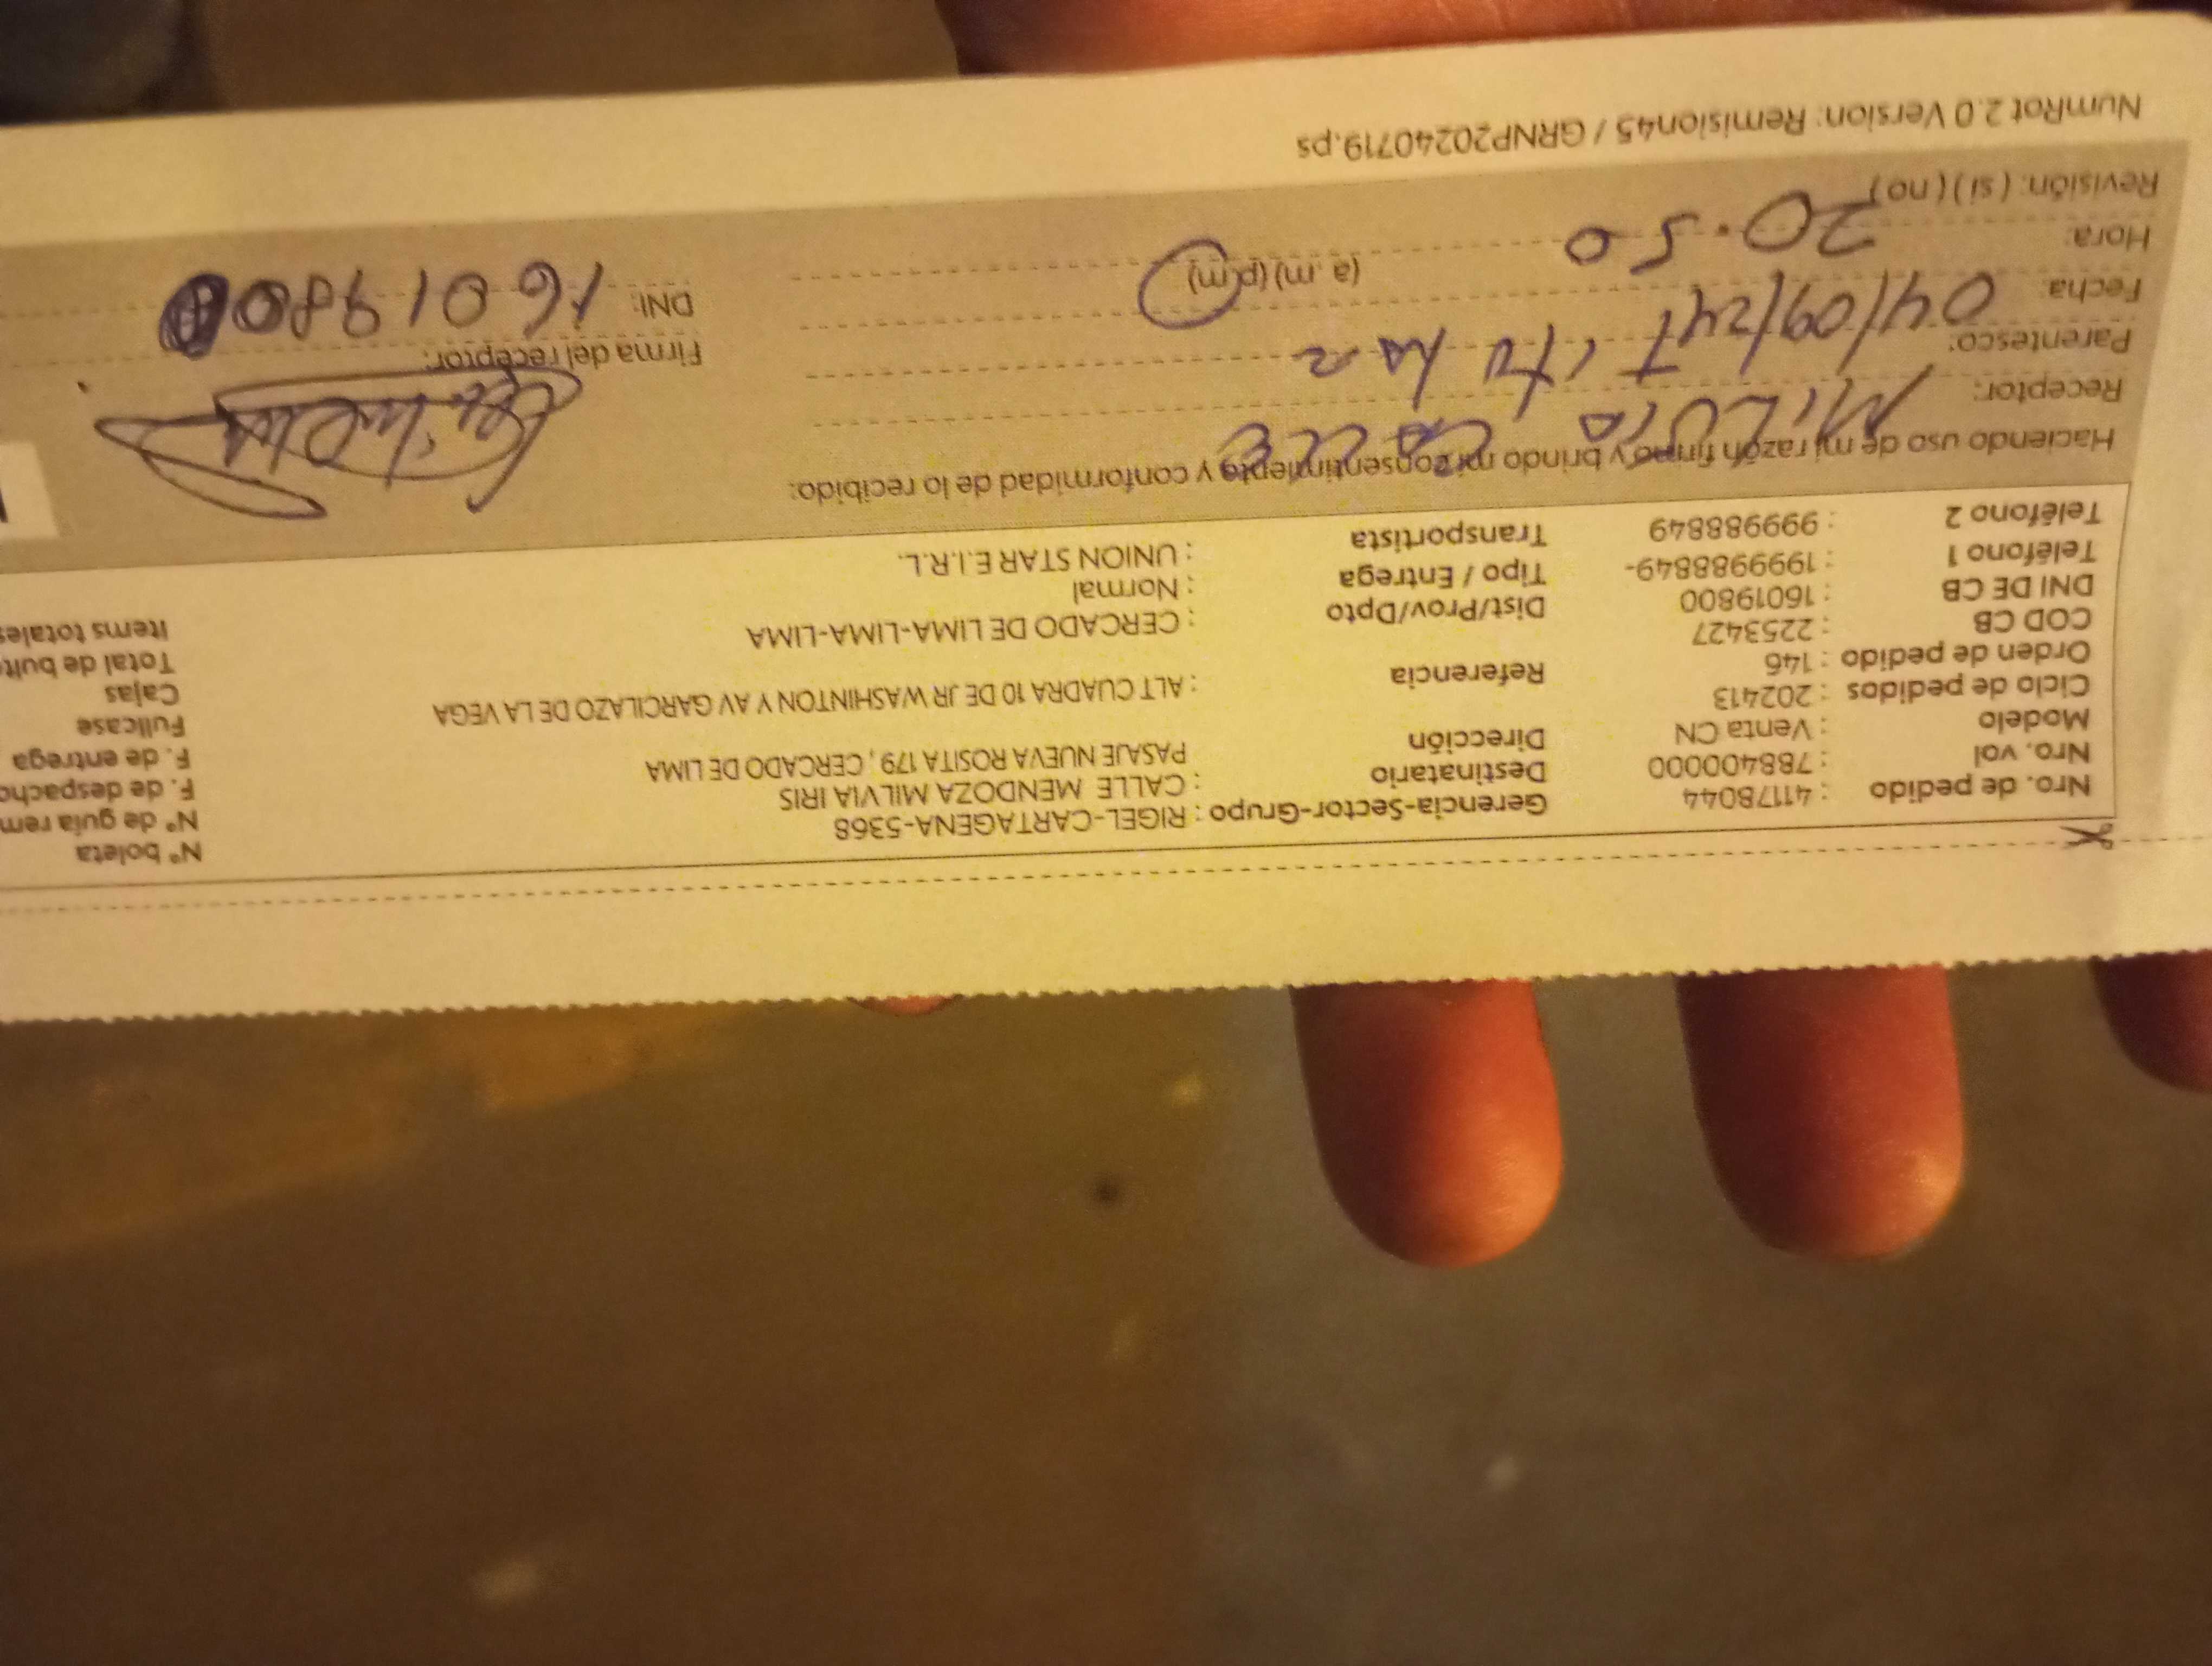 Nro. de pedido : 41178044 Gerencia-Sector-Grupo : RIGEL-CARTAGENA-5368 N° boleta
Nro. vol : 788400000 Destinatario : CALLE MENDOZA MILVIA IRIS N° de guía rem
Modelo : Venta CN Dirección PASAJE NUEVA ROSITA 179, CERCADO DE LIMA F. de despacho
Ciclo de pedidos : 202413 F. de entrega
Orden de pedido : 146 Referencia : ALT CUADRA 10 DE JR WASHINTON Y AV GARCILAZO DE LA VEGA Fullcase
COD CB : 2253427 Cajas
DNI DE CB : 16019800 Dist/Prov/Dpto : CERCADO DE LIMA-LIMA-LIMA Total de bult
Teléfono 1 : 199998849- Tipo / Entrega : Normal Items totales
Teléfono 2 : 99998849 Transportista : UNION STAR E.I.R.L.
Haciendo uso de mi razón firmo y brindo mi consentimiento y conformidad de lo recibido:
Receptor: Milvia Calle
Parentesco: Titular Firma del receptor:
Fecha: 04/09/24 DNI: 16019800
Hora: 20.50 (a. m) (p.m)
Revisión: (si) (no)
NumRot 2.0 Version: Remision45 / GRNP20240719.ps